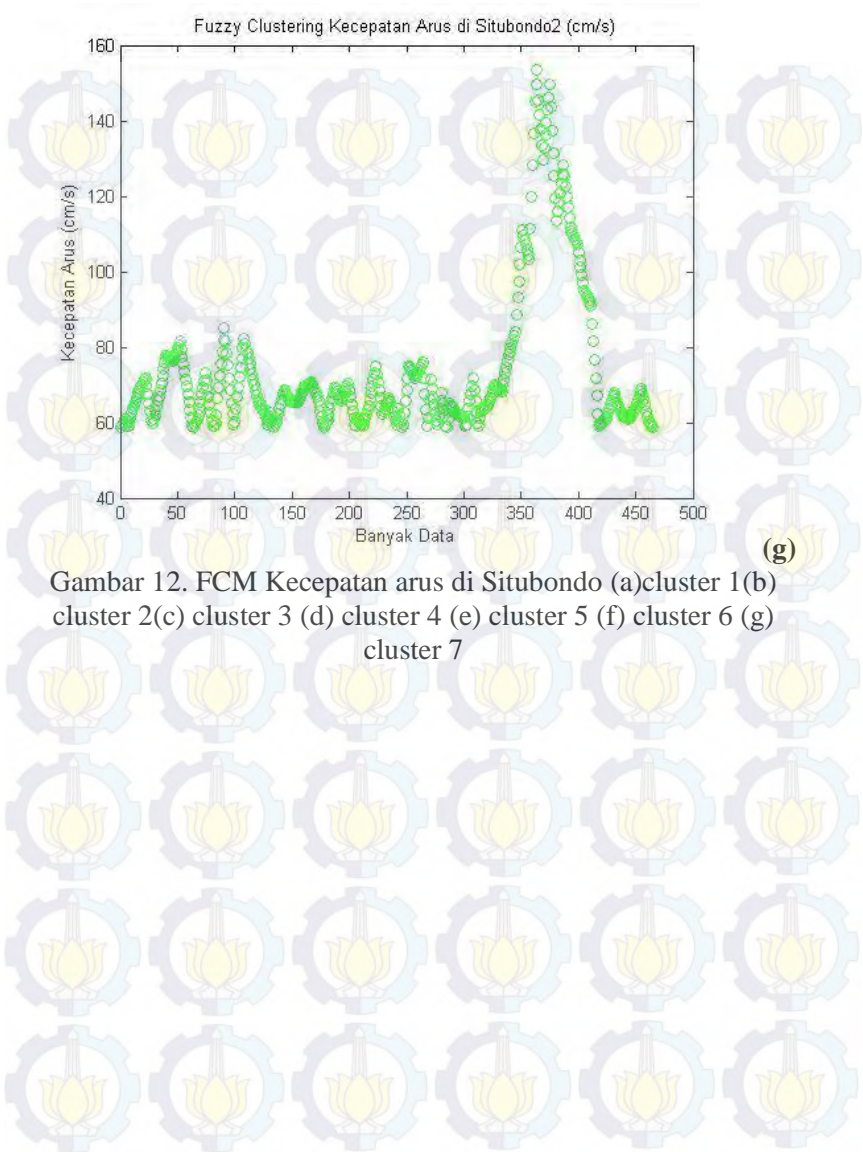 Fuzzy Clustering Kecepatan Arus di Situbondo2 (cm/s)
160
140
120
100
80
60
40
Kecepatan Arus (cm/s)
0 50 100 150 200 250 300 350 400 450 500
Banyak Data
(g)
Gambar 12. FCM Kecepatan arus di Situbondo (a)cluster 1(b)
cluster 2(c) cluster 3 (d) cluster 4 (e) cluster 5 (f) cluster 6 (g)
cluster 7